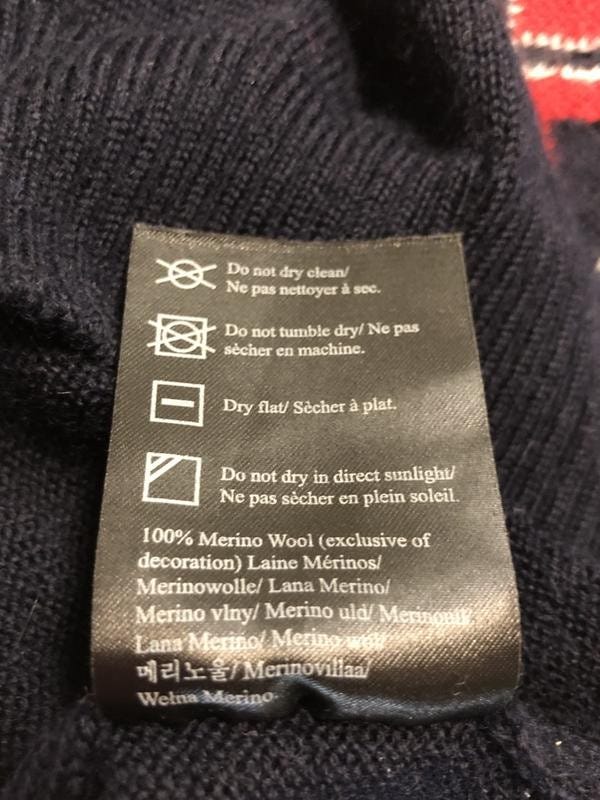 Do not dry clean/
Ne pas nettoyer à sec.
Do not tumble dry/ Ne pas
sècher en machine.
Dry flat/ Sècher à plat.
Do not dry in direct sunlight/
Ne pas sècher en plein soleil.
100% Merino Wool (exclusive of
decoration) Laine Mérinos/
Merinowolle/ Lana Merino/
Merino vlny/ Merino uld/
Lana Merino/ Merino
메리노울/ Merinovillaa/
Wełna Merino